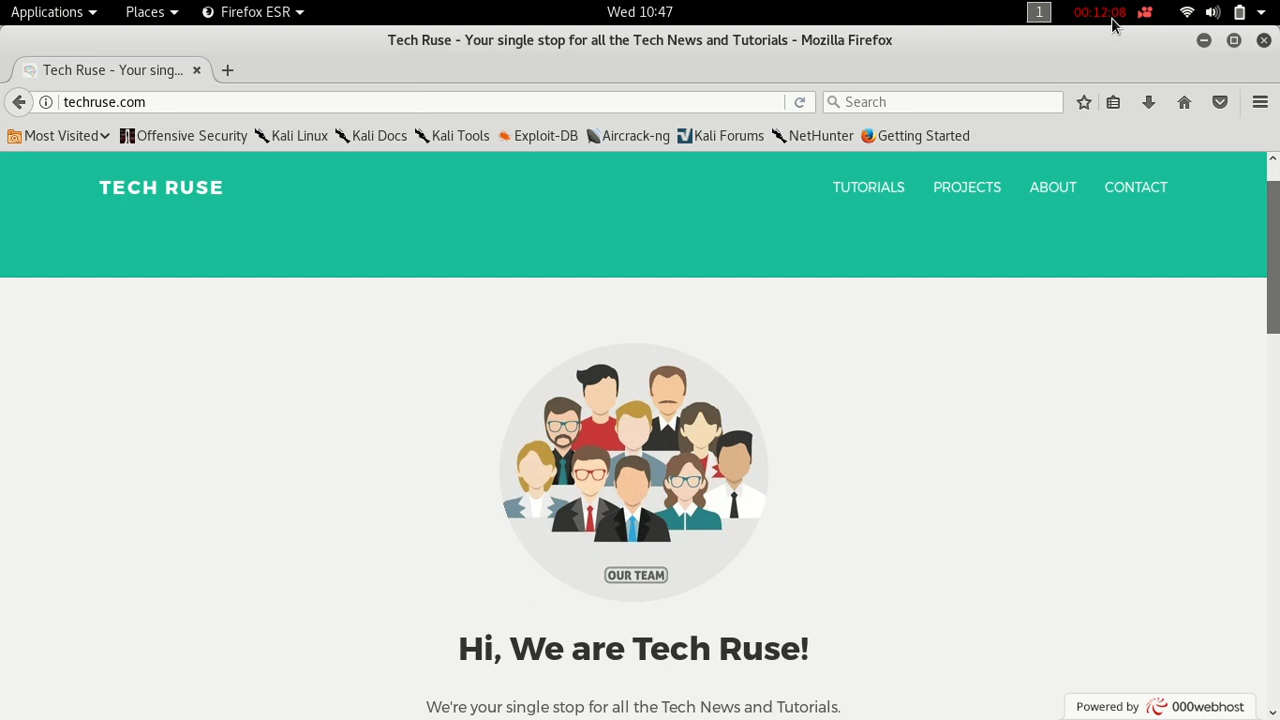 Applications Places Firefox ESR Wed 10:47 1 00:12:08
Tech Ruse - Your single stop for all the Tech News and Tutorials - Mozilla Firefox
Tech Ruse - Your sing...
techruse.com Search
Most Visited Offensive Security Kali Linux Kali Docs Kali Tools Exploit-DB Aircrack-ng Kali Forums NetHunter Getting Started
TECH RUSE TUTORIALS PROJECTS ABOUT CONTACT
OUR TEAM
Hi, We are Tech Ruse!
We're your single stop for all the Tech News and Tutorials.
Powered by 000webhost